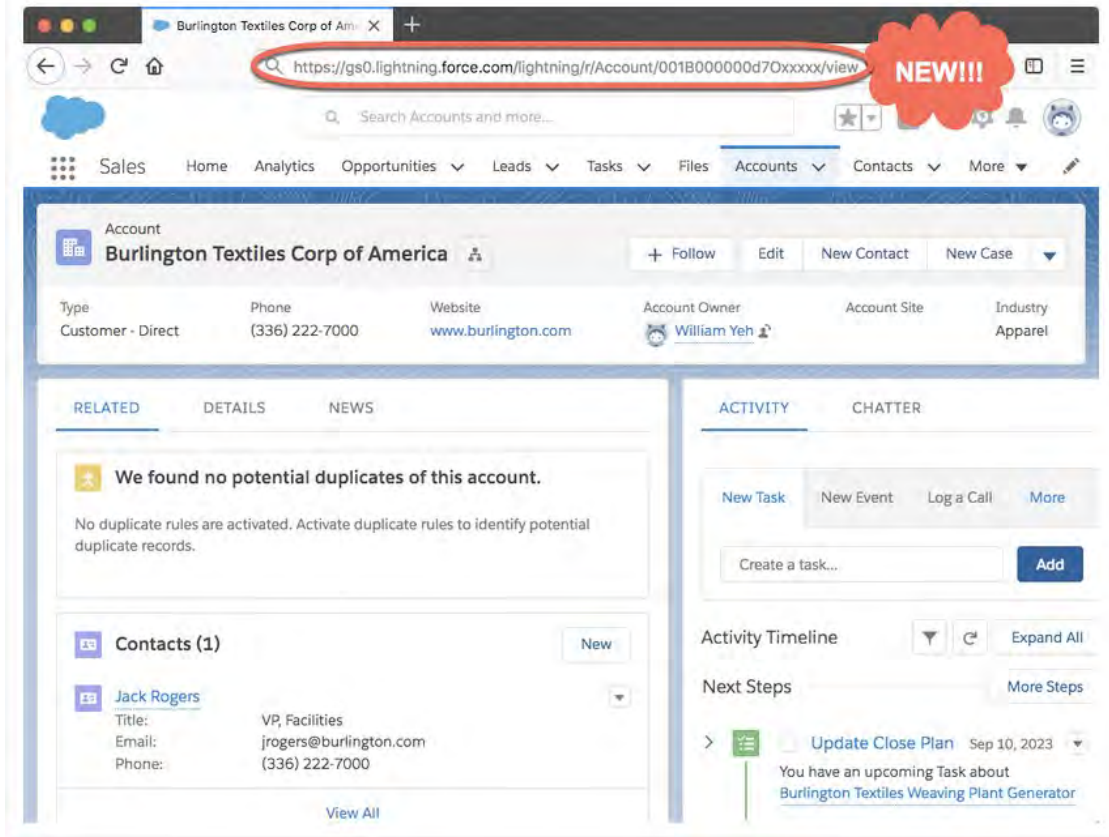 Burlington Textiles Corp of Am
https://gs0.lightning.force.com/lightning/r/Account/001B000000d7Oxxxxx/view
NEW!!!
Search Accounts and more...
Sales Home Analytics Opportunities Leads Tasks Files Accounts Contacts More
Account
Burlington Textiles Corp of America
+ Follow Edit New Contact New Case
Type Phone Website Account Owner Account Site Industry
Customer - Direct (336) 222-7000 www.burlington.com William Yeh Apparel
RELATED DETAILS NEWS
ACTIVITY CHATTER
We found no potential duplicates of this account.
No duplicate rules are activated. Activate duplicate rules to identify potential
duplicate records.
New Task New Event Log a Call More
Create a task... Add
Contacts (1) New
Jack Rogers
Title: VP, Facilities
Email: jrogers@burlington.com
Phone: (336) 222-7000
View All
Activity Timeline Expand All
Next Steps More Steps
Update Close Plan Sep 10, 2023
You have an upcoming Task about
Burlington Textiles Weaving Plant Generator